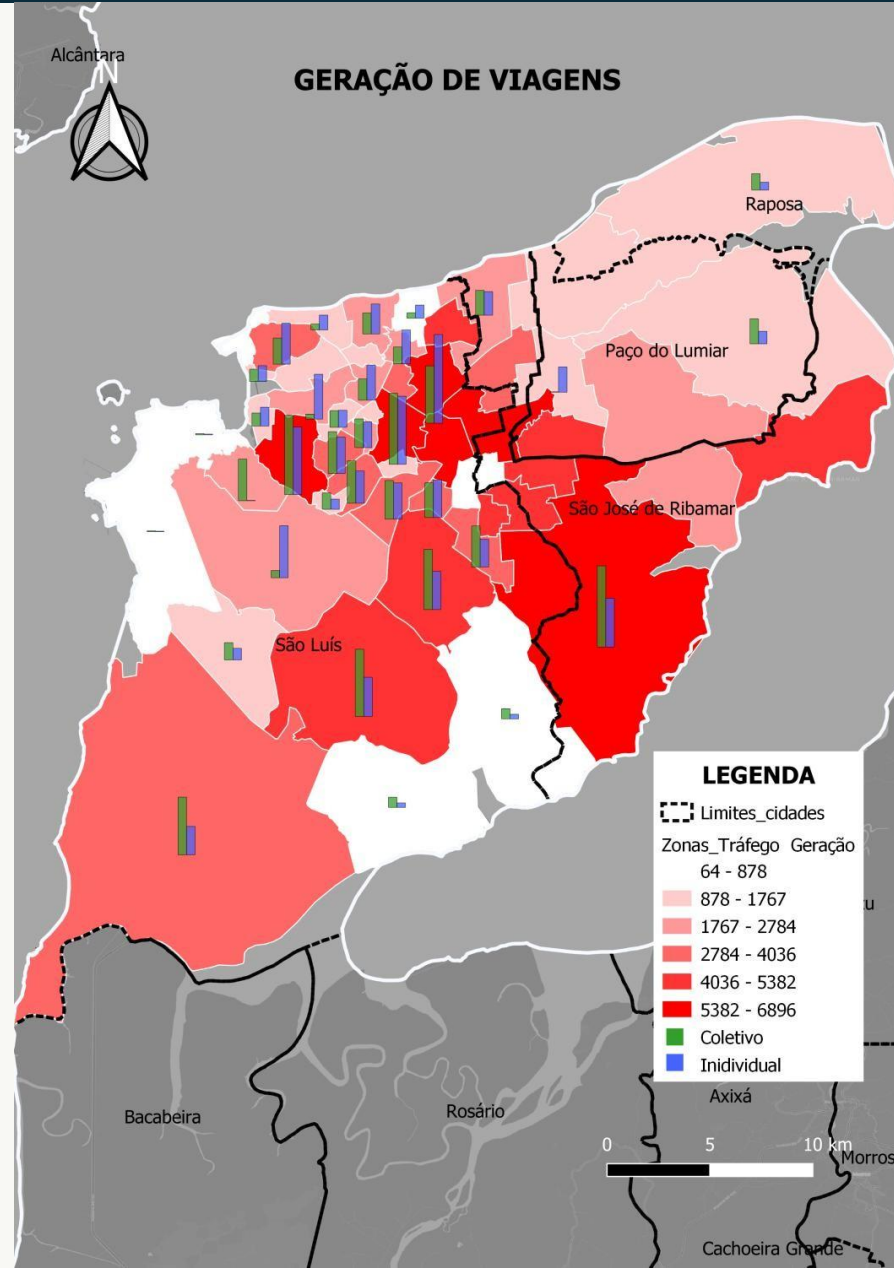 Alcântara
N
GERAÇÃO DE VIAGENS
Raposa
Paço do Lumiar
São José de Ribamar
São Luís
LEGENDA
Limites_cidades
Zonas_Tráfego Geração
64 - 878
878 - 1767
1767 - 2784
2784 - 4036
4036 - 5382
5382 - 6896
Coletivo
Inidividual
Bacabeira
Rosário
Axixá
0 5 10 km
Morros
Cachoeira Grande